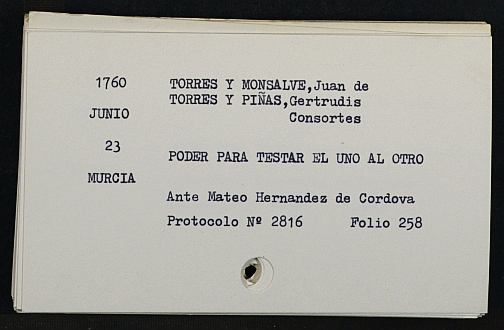 1760 TORRES Y MONSALVE,Juan de
TORRES Y PIÑAS,Gertrudis
JUNIO Consortes
23
PODER PARA TESTAR EL UNO AL OTRO
MURCIA
Ante Mateo Hernandez de Cordova
Protocolo Nº 2816 Folio 258